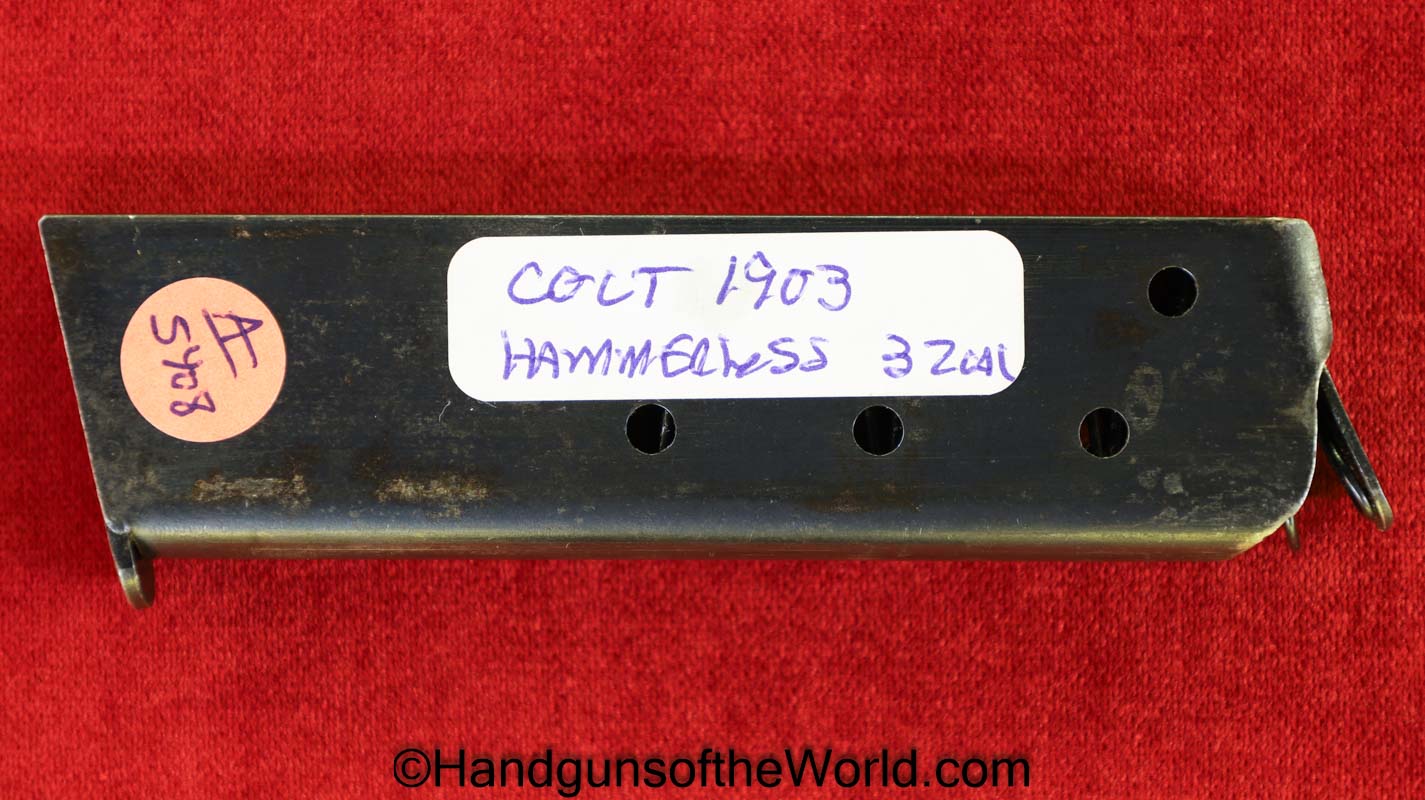 COLT 1903
HAMMERLESS 32CAL
A
5408
©HandgunsoftheWorld.com